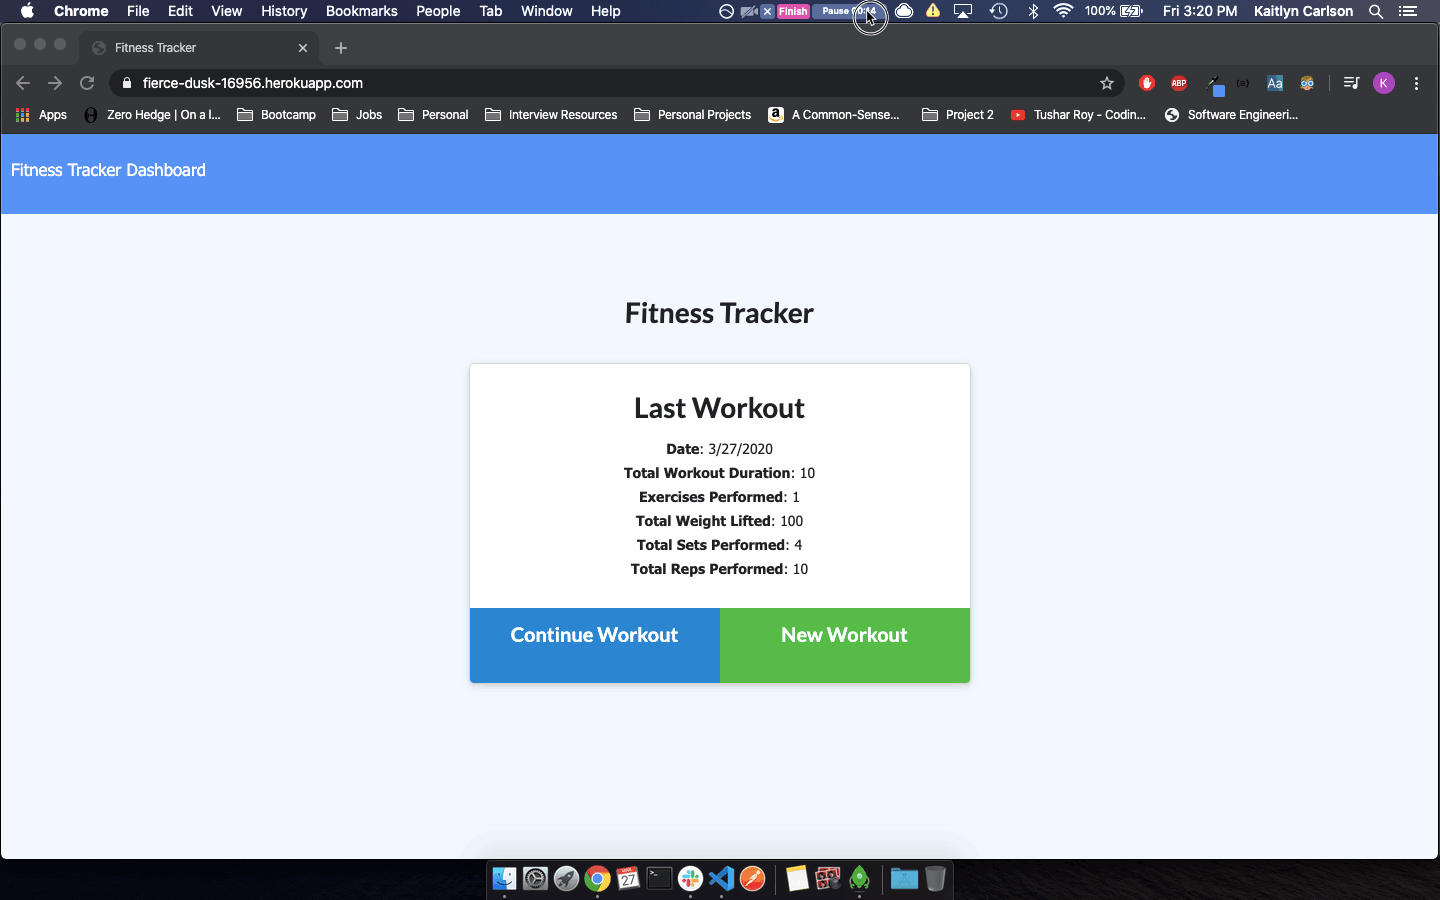 Chrome File Edit View History Bookmarks People Tab Window Help Finish Pause 100% Fri 3:20 PM Kaitlyn Carlson
Fitness Tracker
fierce-dusk-16956.herokuapp.com ABP Aa K
Apps Zero Hedge | On a l... Bootcamp Jobs Personal Interview Resources Personal Projects A Common-Sense... Project 2 Tushar Roy - Codin... Software Engineeri...
Fitness Tracker Dashboard
Fitness Tracker
Last Workout
Date: 3/27/2020
Total Workout Duration: 10
Exercises Performed: 1
Total Weight Lifted: 100
Total Sets Performed: 4
Total Reps Performed: 10
Continue Workout New Workout
27